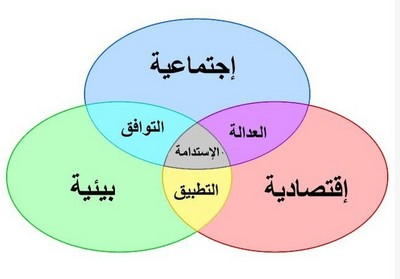 إجتماعية
العدالة
التوافق
الإستدامة
إقتصادية
التطبيق
بيئية